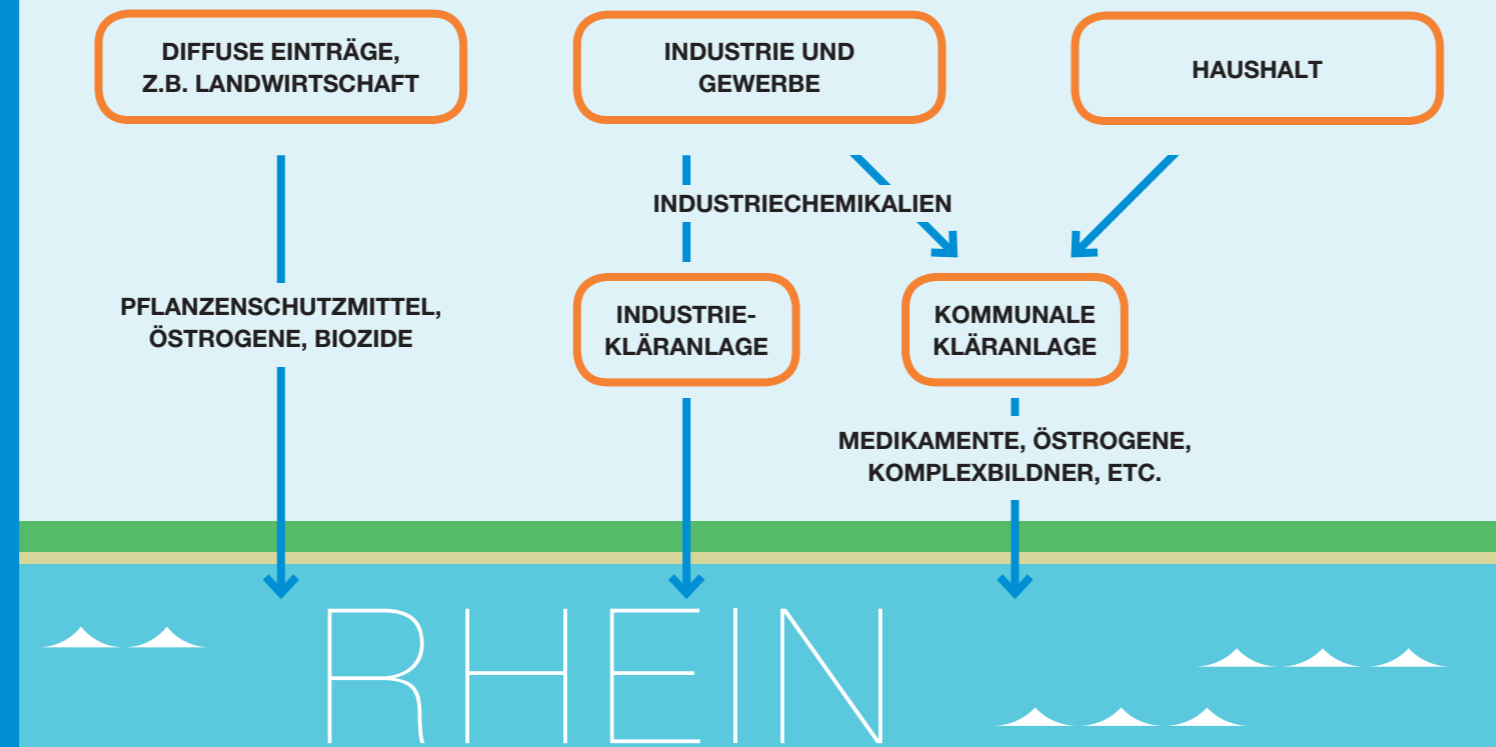 DIFFUSE EINTRÄGE,
Z.B. LANDWIRTSCHAFT
INDUSTRIE UND
GEWERBE
HAUSHALT
INDUSTRIECHEMIKALIEN
PFLANZENSCHUTZMITTEL,
ÖSTROGENE, BIOZIDE
INDUSTRIE-
KLÄRANLAGE
KOMMUNALE
KLÄRANLAGE
MEDIKAMENTE, ÖSTROGENE,
KOMPLEXBILDNER, ETC.
RHEIN